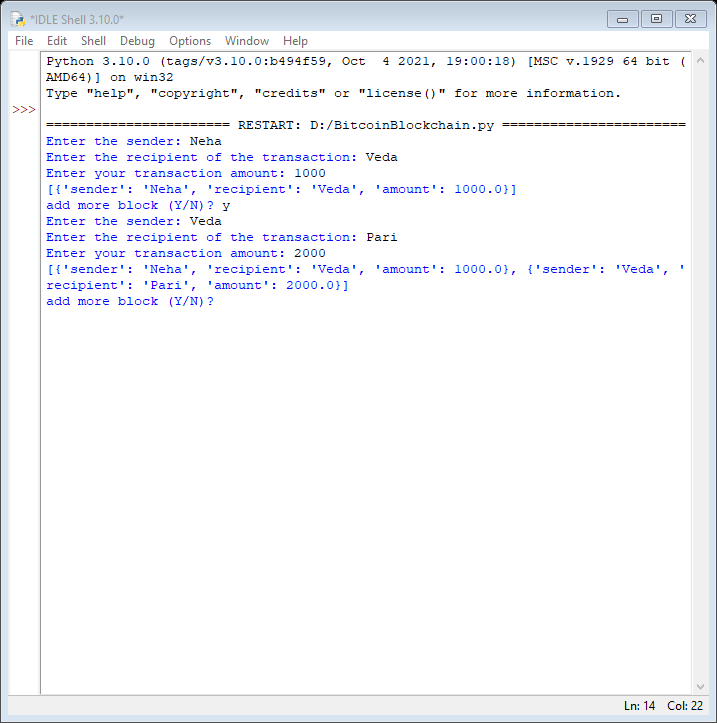 *IDLE Shell 3.10.0*
File Edit Shell Debug Options Window Help
Python 3.10.0 (tags/v3.10.0:b494f59, Oct  4 2021, 19:00:18) [MSC v.1929 64 bit (
AMD64)] on win32
Type "help", "copyright", "credits" or "license()" for more information.
>>>
======================= RESTART: D:/BitcoinBlockchain.py =======================
Enter the sender: Neha
Enter the recipient of the transaction: Veda
Enter your transaction amount: 1000
[{'sender': 'Neha', 'recipient': 'Veda', 'amount': 1000.0}]
add more block (Y/N)? y
Enter the sender: Veda
Enter the recipient of the transaction: Pari
Enter your transaction amount: 2000
[{'sender': 'Neha', 'recipient': 'Veda', 'amount': 1000.0}, {'sender': 'Veda', '
recipient': 'Pari', 'amount': 2000.0}]
add more block (Y/N)?
Ln: 14 Col: 22